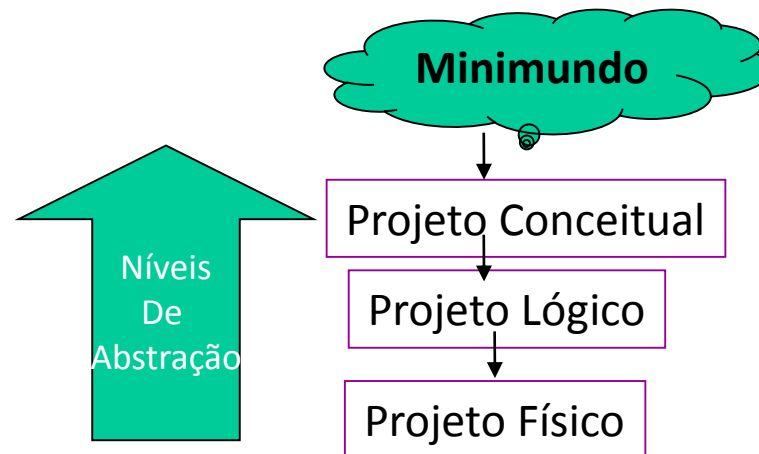 Minimundo
Projeto Conceitual
Projeto Lógico
Projeto Físico
Níveis
De
Abstração